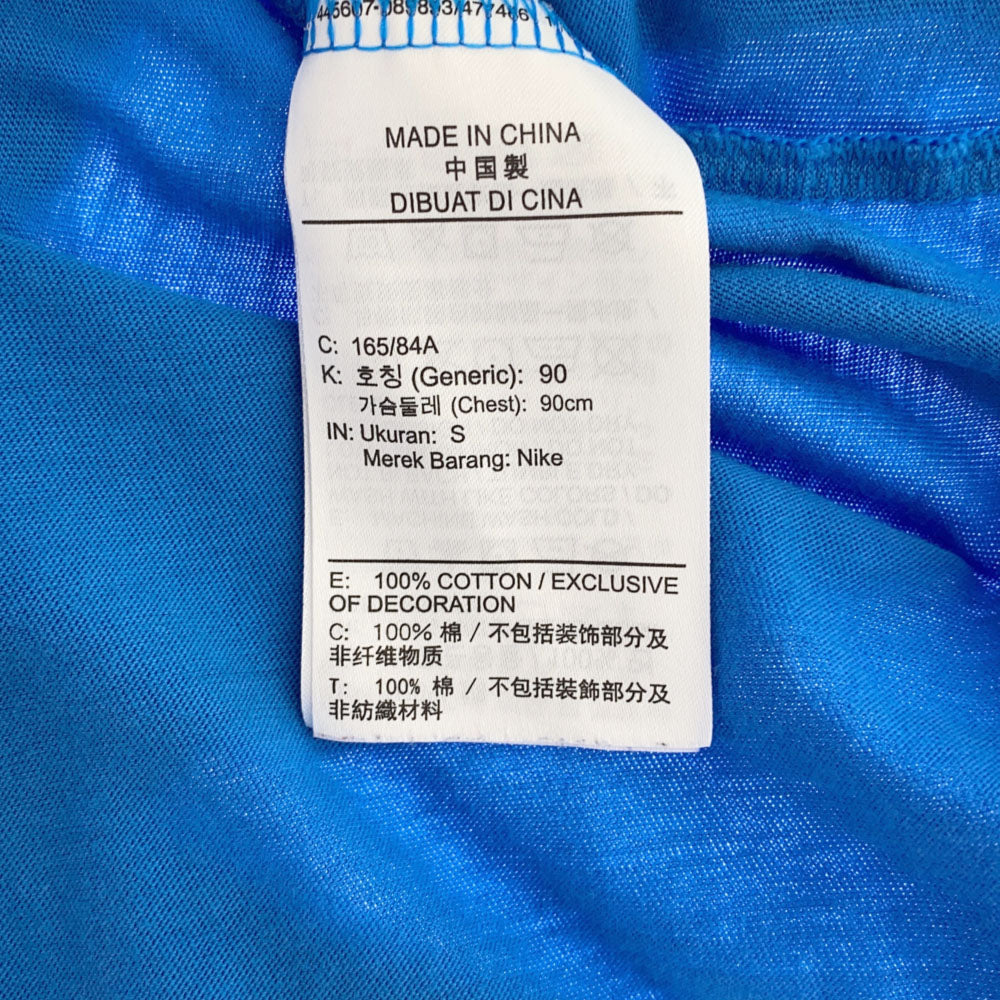 MADE IN CHINA
中国製
DIBUAT DI CINA
C: 165/84A
K: 호칭 (Generic): 90
가슴둘레 (Chest): 90cm
IN: Ukuran: S
Merek Barang: Nike
E: 100% COTTON / EXCLUSIVE
OF DECORATION
C: 100% 棉 / 不包括装饰部分及
非纤维物质
T: 100% 棉 / 不包括裝飾部分及
非紡織材料